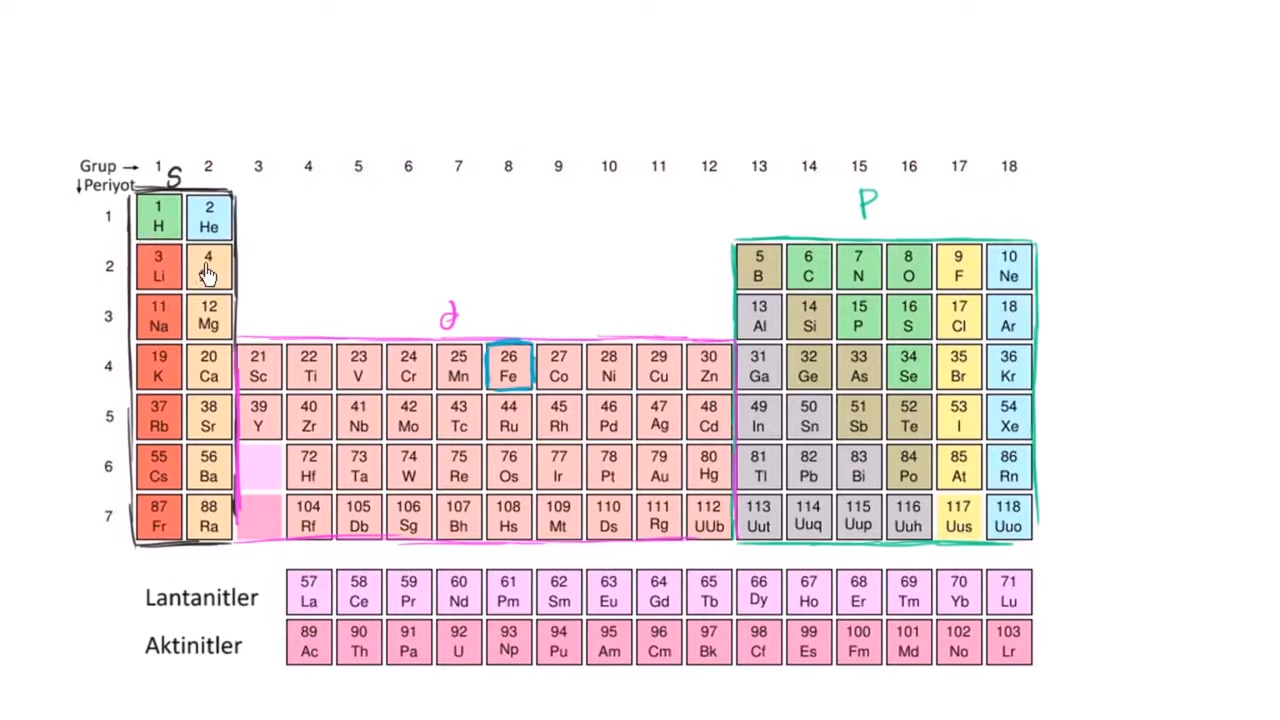 Grup → 1 2 3 4 5 6 7 8 9 10 11 12 13 14 15 16 17 18
S
↓Periyot
P
1 1 2
H He
2 3 4 5 6 7 8 9 10
Li B C N O F Ne
3 11 12 13 14 15 16 17 18
Na Mg Al Si P S Cl Ar
d
4 19 20 21 22 23 24 25 26 27 28 29 30 31 32 33 34 35 36
K Ca Sc Ti V Cr Mn Fe Co Ni Cu Zn Ga Ge As Se Br Kr
5 37 38 39 40 41 42 43 44 45 46 47 48 49 50 51 52 53 54
Rb Sr Y Zr Nb Mo Tc Ru Rh Pd Ag Cd In Sn Sb Te I Xe
6 55 56 72 73 74 75 76 77 78 79 80 81 82 83 84 85 86
Cs Ba Hf Ta W Re Os Ir Pt Au Hg Tl Pb Bi Po At Rn
7 87 88 104 105 106 107 108 109 110 111 112 113 114 115 116 117 118
Fr Ra Rf Db Sg Bh Hs Mt Ds Rg UUb Uut Uuq Uup Uuh Uus Uuo
Lantanitler 57 58 59 60 61 62 63 64 65 66 67 68 69 70 71
La Ce Pr Nd Pm Sm Eu Gd Tb Dy Ho Er Tm Yb Lu
Aktinitler 89 90 91 92 93 94 95 96 97 98 99 100 101 102 103
Ac Th Pa U Np Pu Am Cm Bk Cf Es Fm Md No Lr